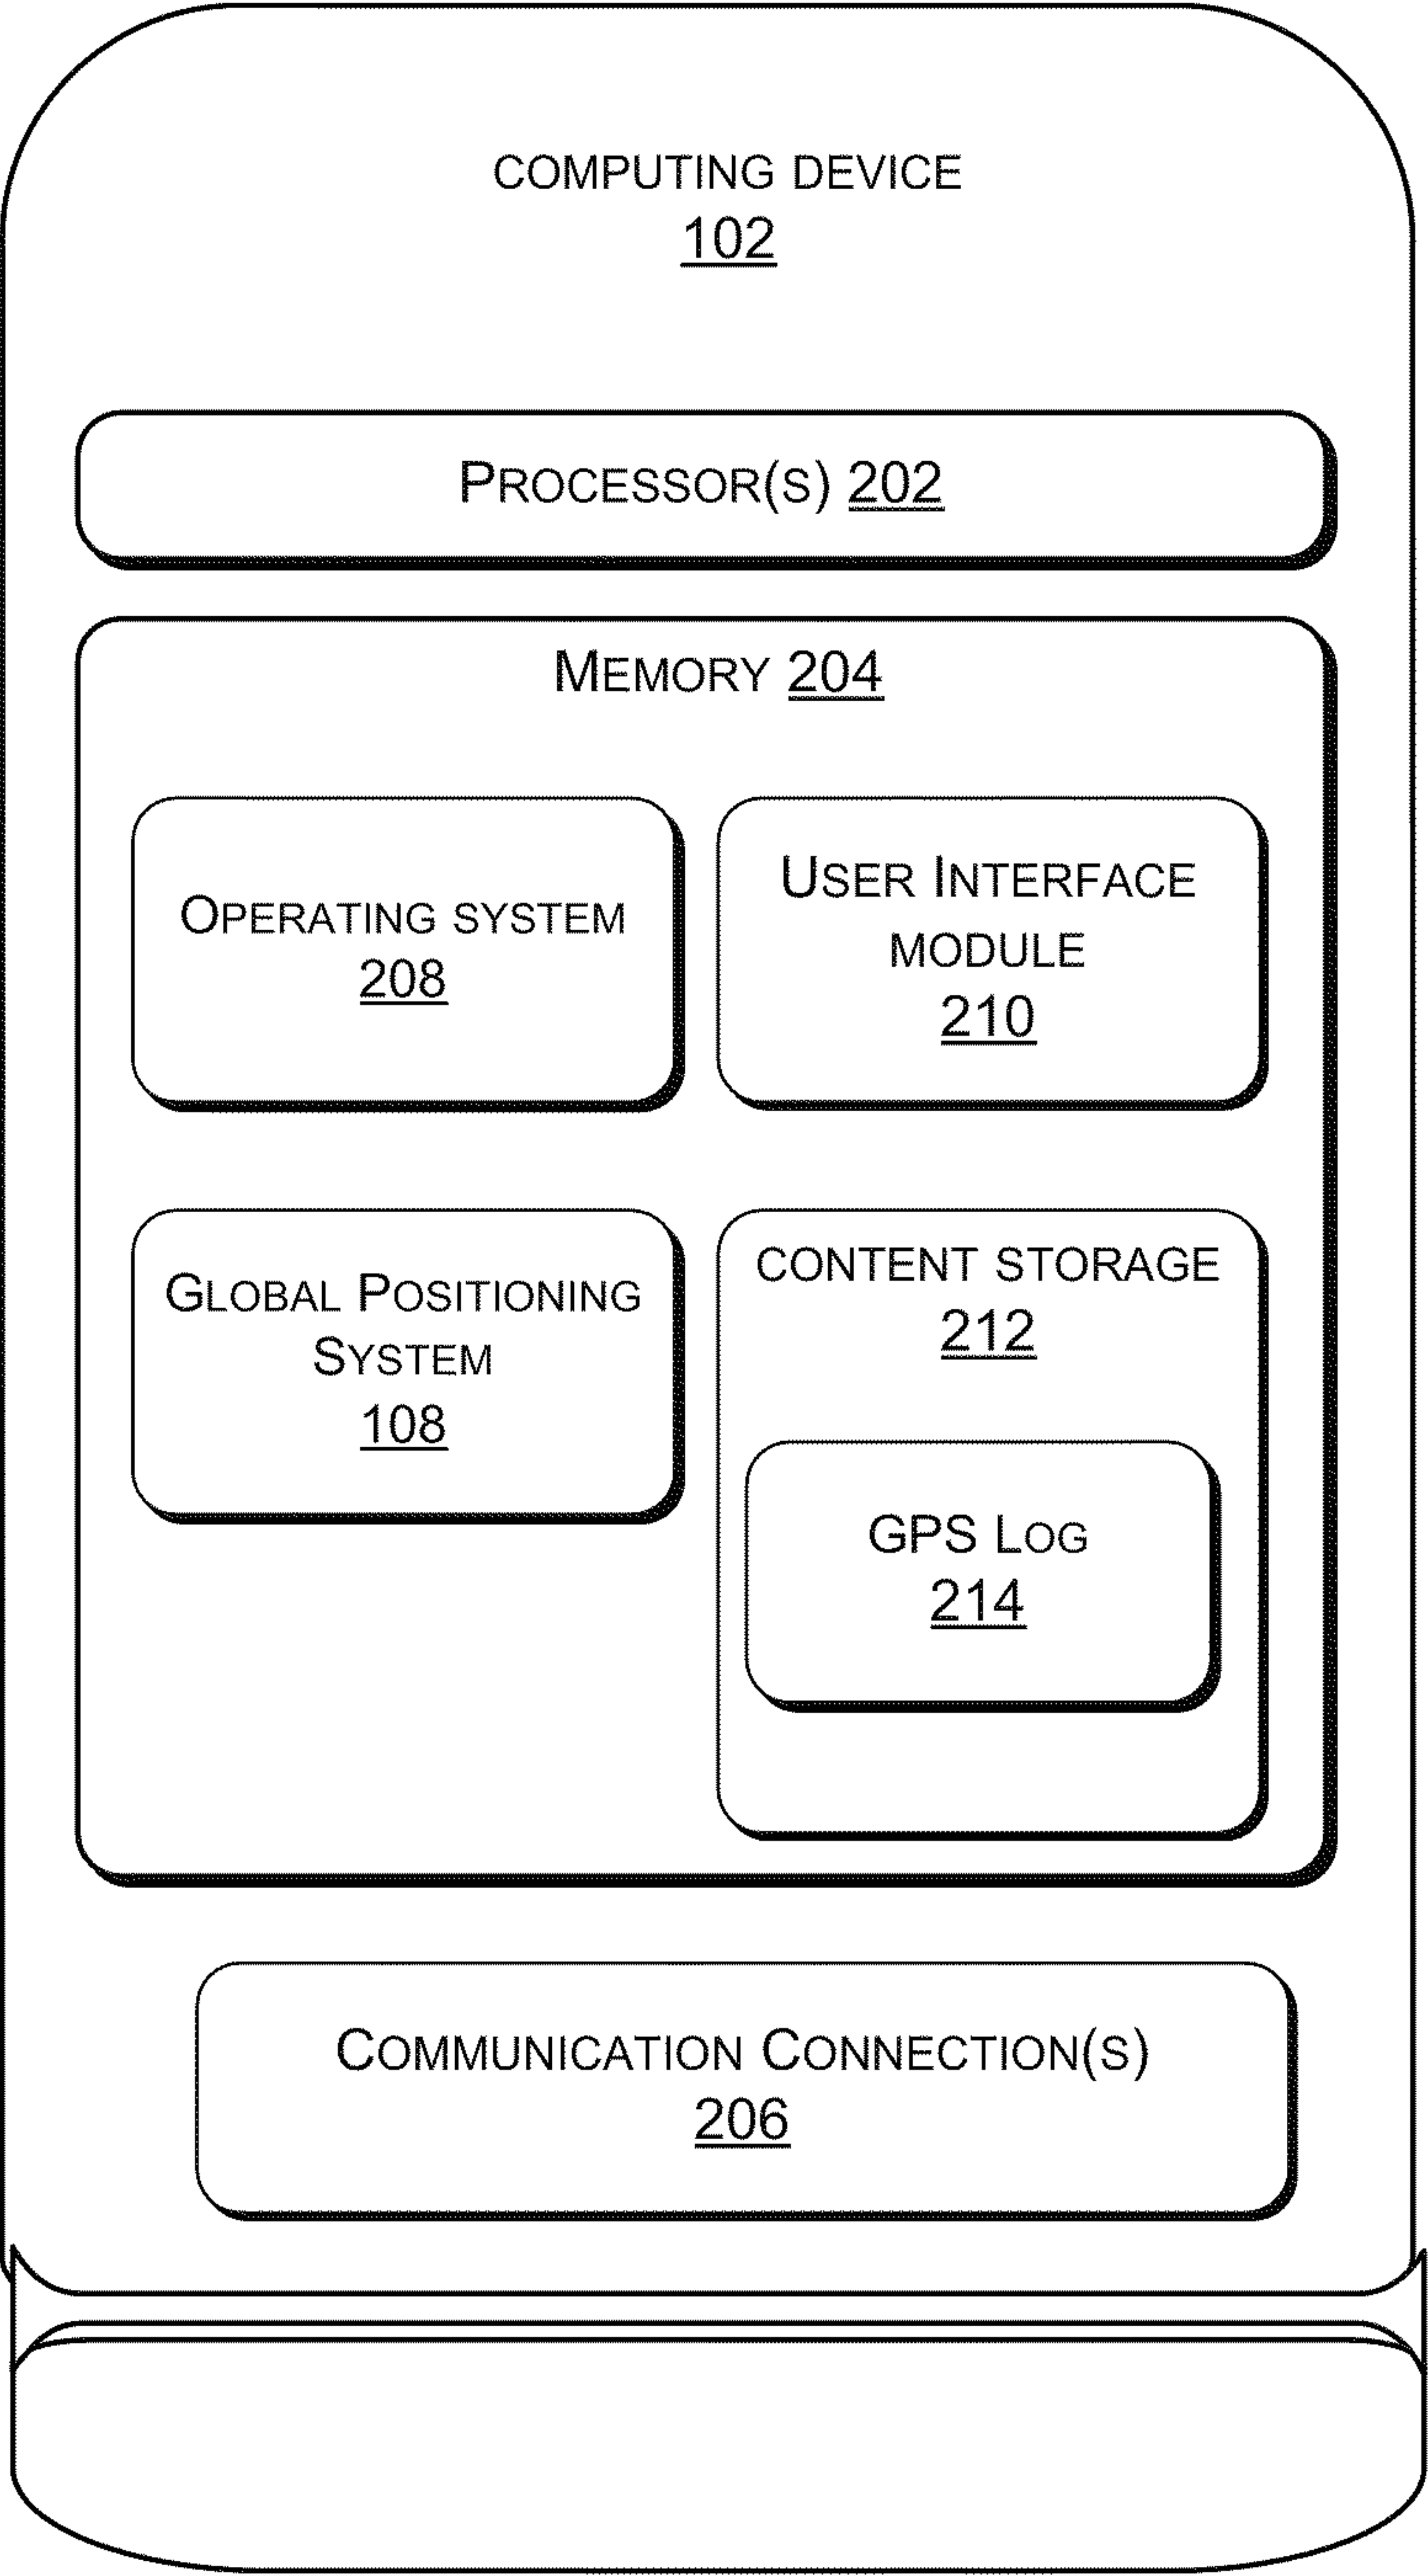 COMPUTING DEVICE
102
PROCESSOR(S) 202
MEMORY 204
OPERATING SYSTEM
208
USER INTERFACE
MODULE
210
GLOBAL POSITIONING
SYSTEM
108
CONTENT STORAGE
212
GPS LOG
214
COMMUNICATION CONNECTION(S)
206